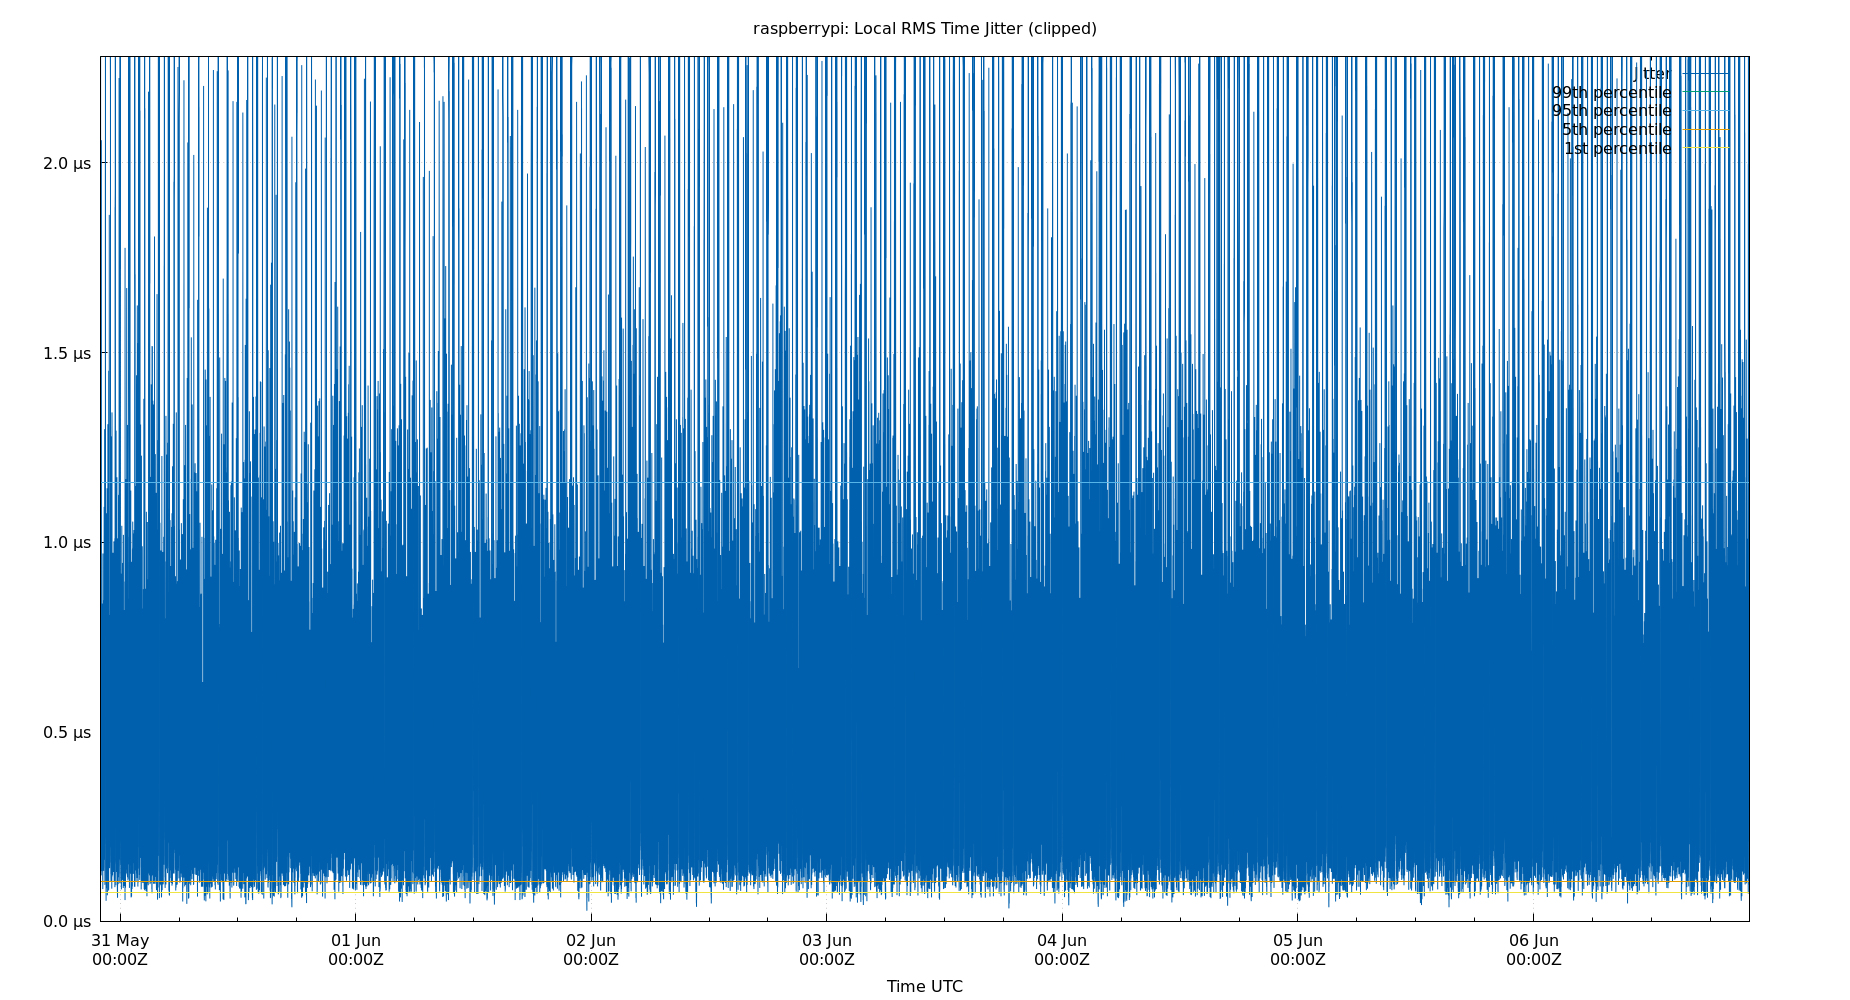 raspberrypi: Local RMS Time Jitter (clipped)
Jitter
99th percentile
95th percentile
5th percentile
1st percentile
2.0 µs
1.5 µs
1.0 µs
0.5 µs
0.0 µs
31 May 01 Jun 02 Jun 03 Jun 04 Jun 05 Jun 06 Jun
00:00Z 00:00Z 00:00Z 00:00Z 00:00Z 00:00Z 00:00Z
Time UTC